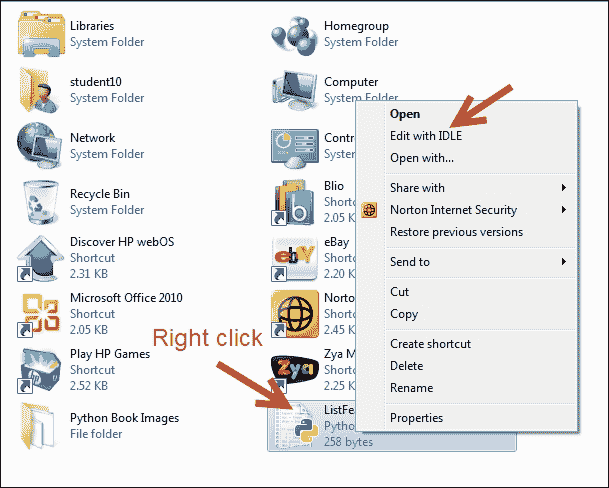 Libraries
System Folder
Homegroup
System Folder
student10
System Folder
Computer
System Folder
Network
System Folder
Contr
Recycle Bin
System Folder
Blio
Shortc
2.05 K
Discover HP webOS
Shortcut
2.31 KB
eBay
Shortc
2.20 K
Microsoft Office 2010
Shortcut
2.05 KB
Norto
Shortc
2.45 K
Play HP Games
Shortcut
2.52 KB
Zya M
Shortc
2.25 K
Python Book Images
File folder
ListFea
Pytho
258 bytes
Right click
Open
Edit with IDLE
Open with...
Share with
Norton Internet Security
Restore previous versions
Send to
Cut
Copy
Create shortcut
Delete
Rename
Properties
ebY
b
Zya